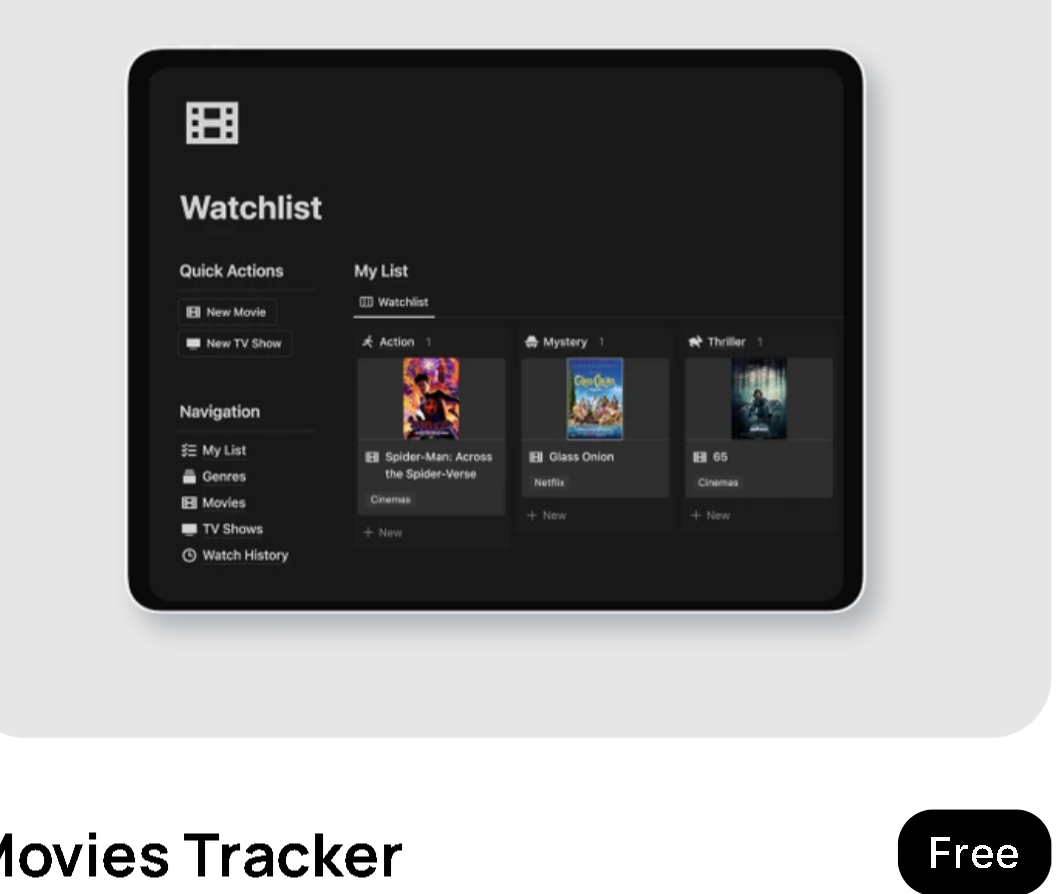 Watchlist
Quick Actions
New Movie
New TV Show
Navigation
My List
Genres
Movies
TV Shows
Watch History
My List
Watchlist
Action 1
Spider-Man: Across
the Spider-Verse
Cinemas
+ New
Mystery 1
Glass Onion
Netflix
+ New
Thriller 1
65
Cinemas
+ New
Movies Tracker
Free